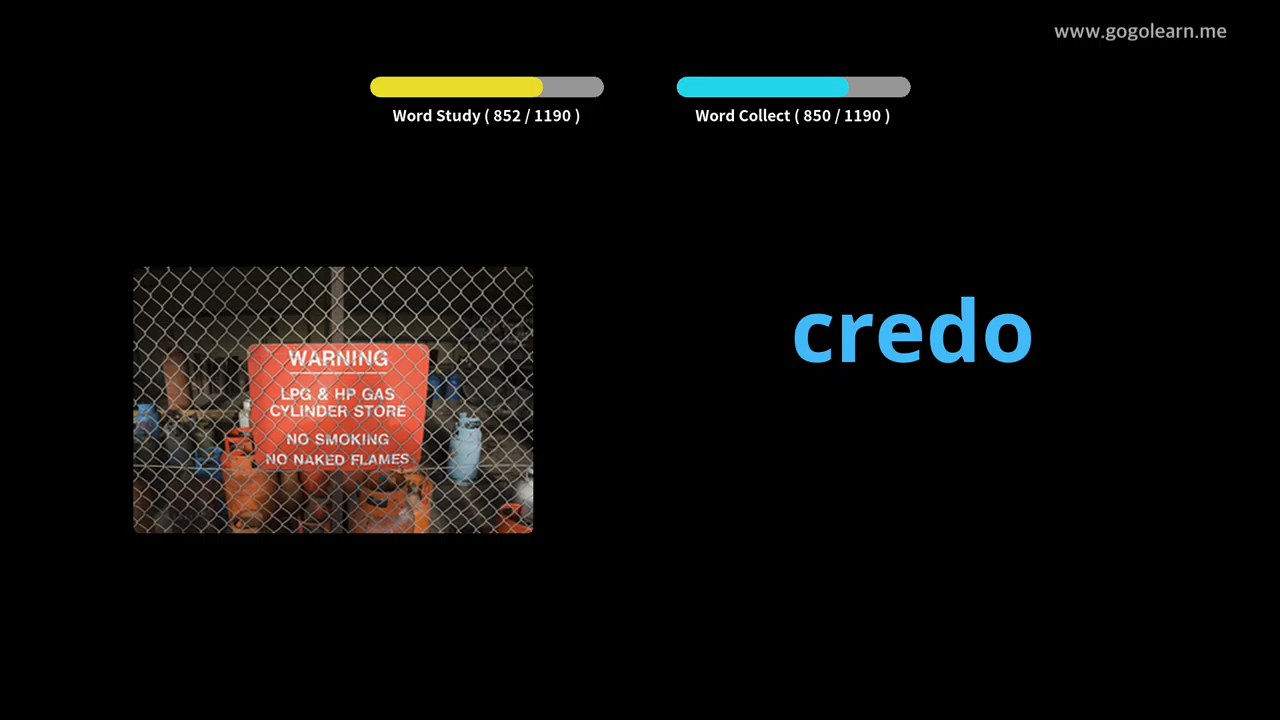 www.gogolearn.me
Word Study ( 852 / 1190 )
Word Collect ( 850 / 1190 )
credo
WARNING
LPG & HP GAS
CYLINDER STORE
NO SMOKING
NO NAKED FLAMES